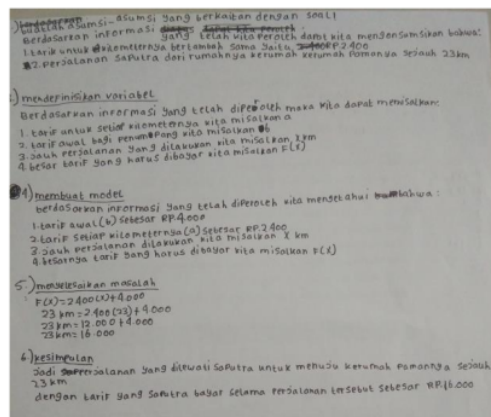 buatlah asumsi-asumsi yang berkaitan dengan soal!
Berdasarkan informasi yang telah kita peroleh dapat kita mengonsumsikan bahwa:
1. tarik untuk kilometernya bertambah sama yaitu, RP.2.400
2. Perjalanan Saputra dari rumahnya kerumah kerumah Pamannya sejauh 23km
) mendefinisikan variabel
Berdasarkan informasi yang telah diperoleh maka kita dapat memisalkan:
1. tarif untuk setiap kilometernya kita misalkan a
2. tarif awal bagi penumpang kita misalkan b
3. Jauh perjalanan yang dilakukan kita misalkan x km
4. besar tarif yang harus dibayar kita misalkan F(x)
4) membuat model
berdasarkan informasi yang telah diperoleh kita mengetahui bahwa:
1. tarif awal (b) sebesar RP.4.000
2. tarif setiap kilometernya (a) sebesar RP.2.400
3. Jauh perjalanan dilakukan kita misalkan x km
4. besarnya tarif yang harus dibayar kita misalkan F(x)
5.) menyelesaikan masalah
F(x)=2400(x)+4.000
23 km = 2.400(23)+4.000
23 km = 12.000+4.000
23 km = 16.000
6.) kesimpulan
Jadi perjalanan yang dilewati Saputra untuk menuju kerumah Pamannya sejauh
23 km
dengan tarif yang Saputra bayar selama perjalanan tersebut sebesar RP.16.000